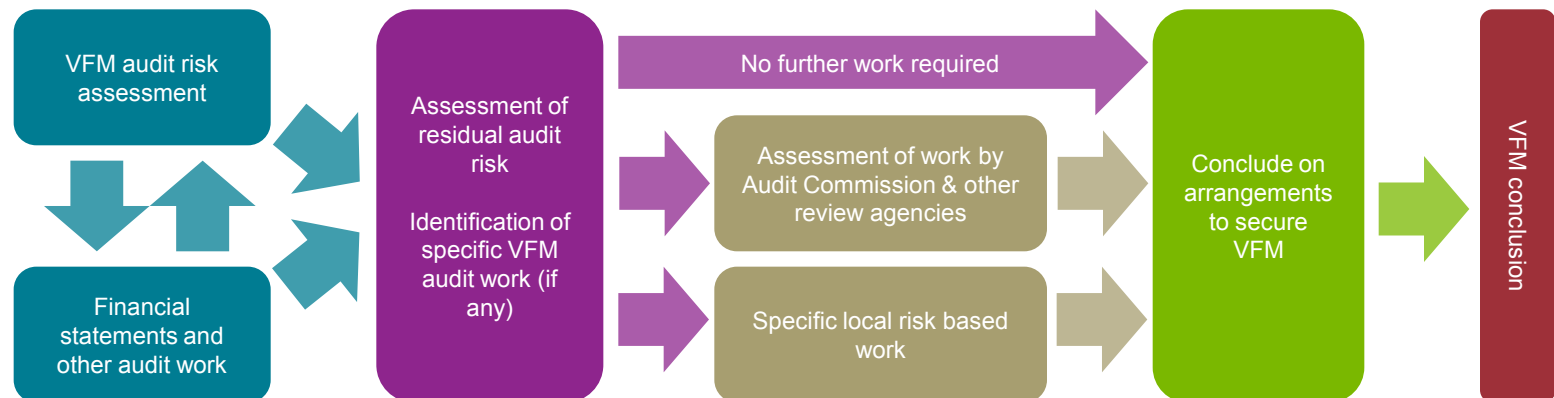 VFM audit risk
assessment
Financial
statements and
other audit work
Assessment of
residual audit
risk
Identification of
specific VFM
audit work (if
any)
No further work required
Assessment of work by
Audit Commission & other
review agencies
Specific local risk based
work
Conclude on
arrangements
to secure
VFM
VFM conclusion